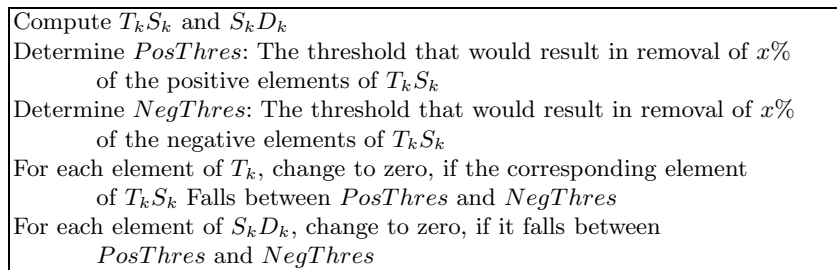 Compute $T_kS_k$ and $S_kD_k$
Determine $PosThres$: The threshold that would result in removal of $x\%$
of the positive elements of $T_kS_k$
Determine $NegThres$: The threshold that would result in removal of $x\%$
of the negative elements of $T_kS_k$
For each element of $T_k$, change to zero, if the corresponding element
of $T_kS_k$ Falls between $PosThres$ and $NegThres$
For each element of $S_kD_k$, change to zero, if it falls between
$PosThres$ and $NegThres$